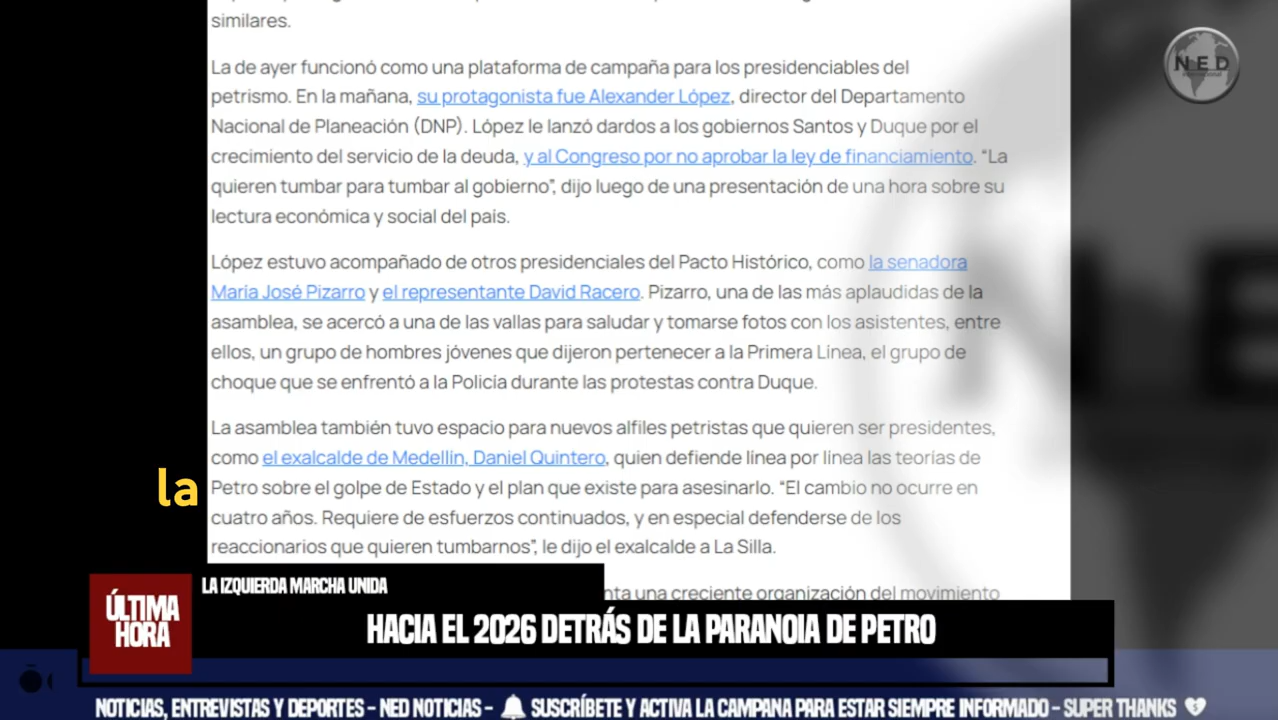 similares.
La de ayer funcionó como una plataforma de campaña para los presidenciables del
petrismo. En la mañana, su protagonista fue Alexander López, director del Departamento
Nacional de Planeación (DNP). López le lanzó dardos a los gobiernos Santos y Duque por el
crecimiento del servicio de la deuda, y al Congreso por no aprobar la ley de financiamiento. “La
quieren tumbar para tumbar al gobierno”, dijo luego de una presentación de una hora sobre su
lectura económica y social del país.
López estuvo acompañado de otros presidenciales del Pacto Histórico, como la senadora
María José Pizarro y el representante David Racero. Pizarro, una de las más aplaudidas de la
asamblea, se acercó a una de las vallas para saludar y tomarse fotos con los asistentes, entre
ellos, un grupo de hombres jóvenes que dijeron pertenecer a la Primera Línea, el grupo de
choque que se enfrentó a la Policía durante las protestas contra Duque.
La asamblea también tuvo espacio para nuevos alfiles petristas que quieren ser presidentes,
como el exalcalde de Medellín, Daniel Quintero, quien defiende línea por línea las teorías de
Petro sobre el golpe de Estado y el plan que existe para asesinarlo. “El cambio no ocurre en
cuatro años. Requiere de esfuerzos continuados, y en especial defenderse de los
reaccionarios que quieren tumbarnos”, le dijo el exalcalde a La Silla.
una creciente organización del movimiento
la
NED
ÚLTIMA
HORA
LA IZQUIERDA MARCHA UNIDA
HACIA EL 2026 DETRÁS DE LA PARANOIA DE PETRO
NOTICIAS, ENTREVISTAS Y DEPORTES - NED NOTICIAS - SUSCRÍBETE Y ACTIVA LA CAMPANA PARA ESTAR SIEMPRE INFORMADO - SUPER THANKS